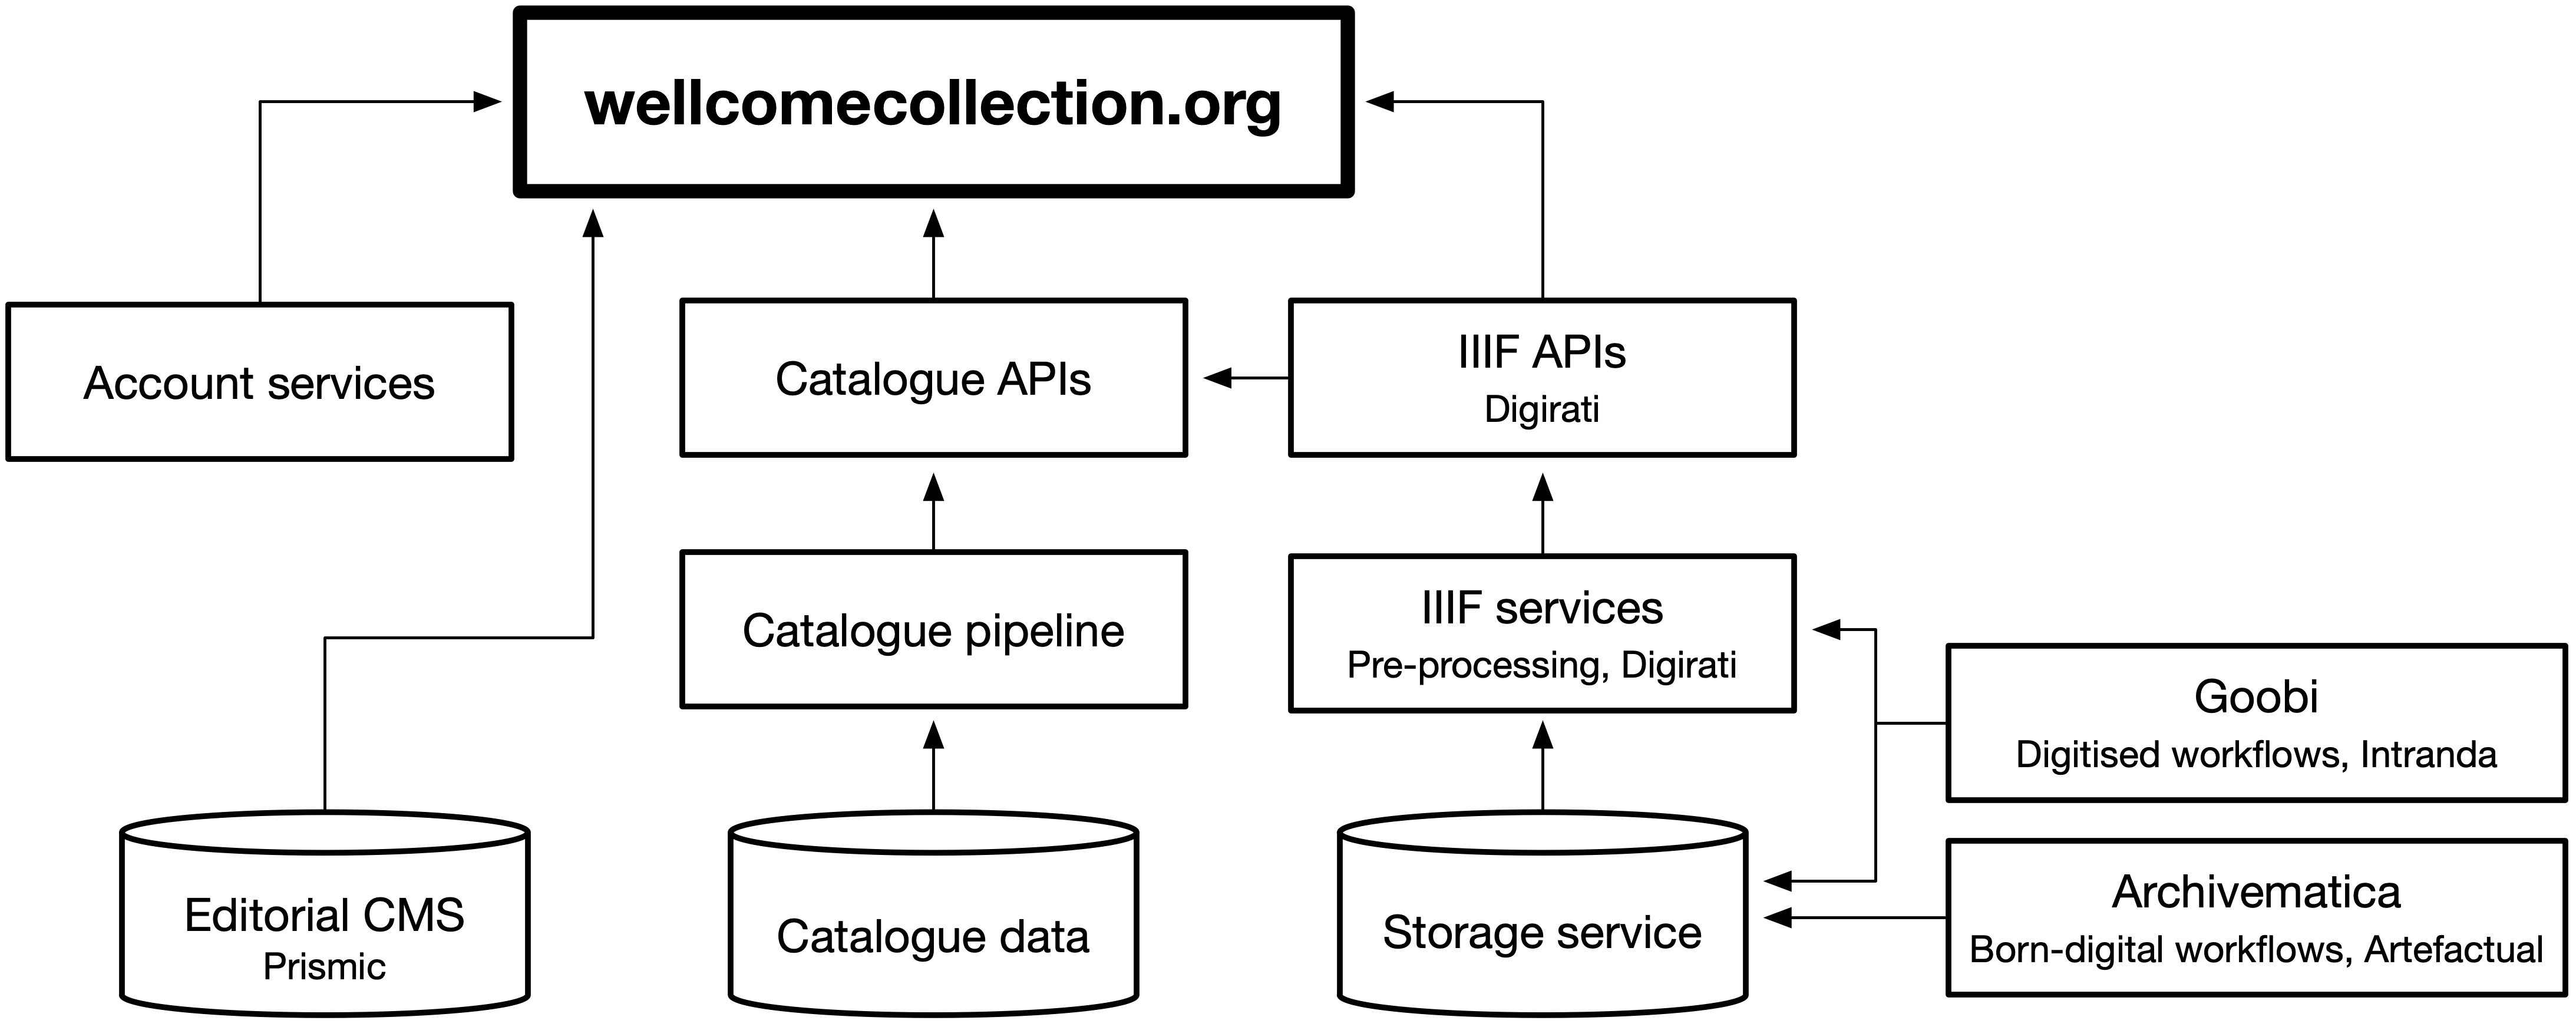 wellcomecollection.org
Account services
Catalogue APIs
IIIF APIs
Digirati
Catalogue pipeline
IIIF services
Pre-processing, Digirati
Goobi
Digitised workflows, Intranda
Editorial CMS
Prismic
Catalogue data
Storage service
Archivematica
Born-digital workflows, Artefactual